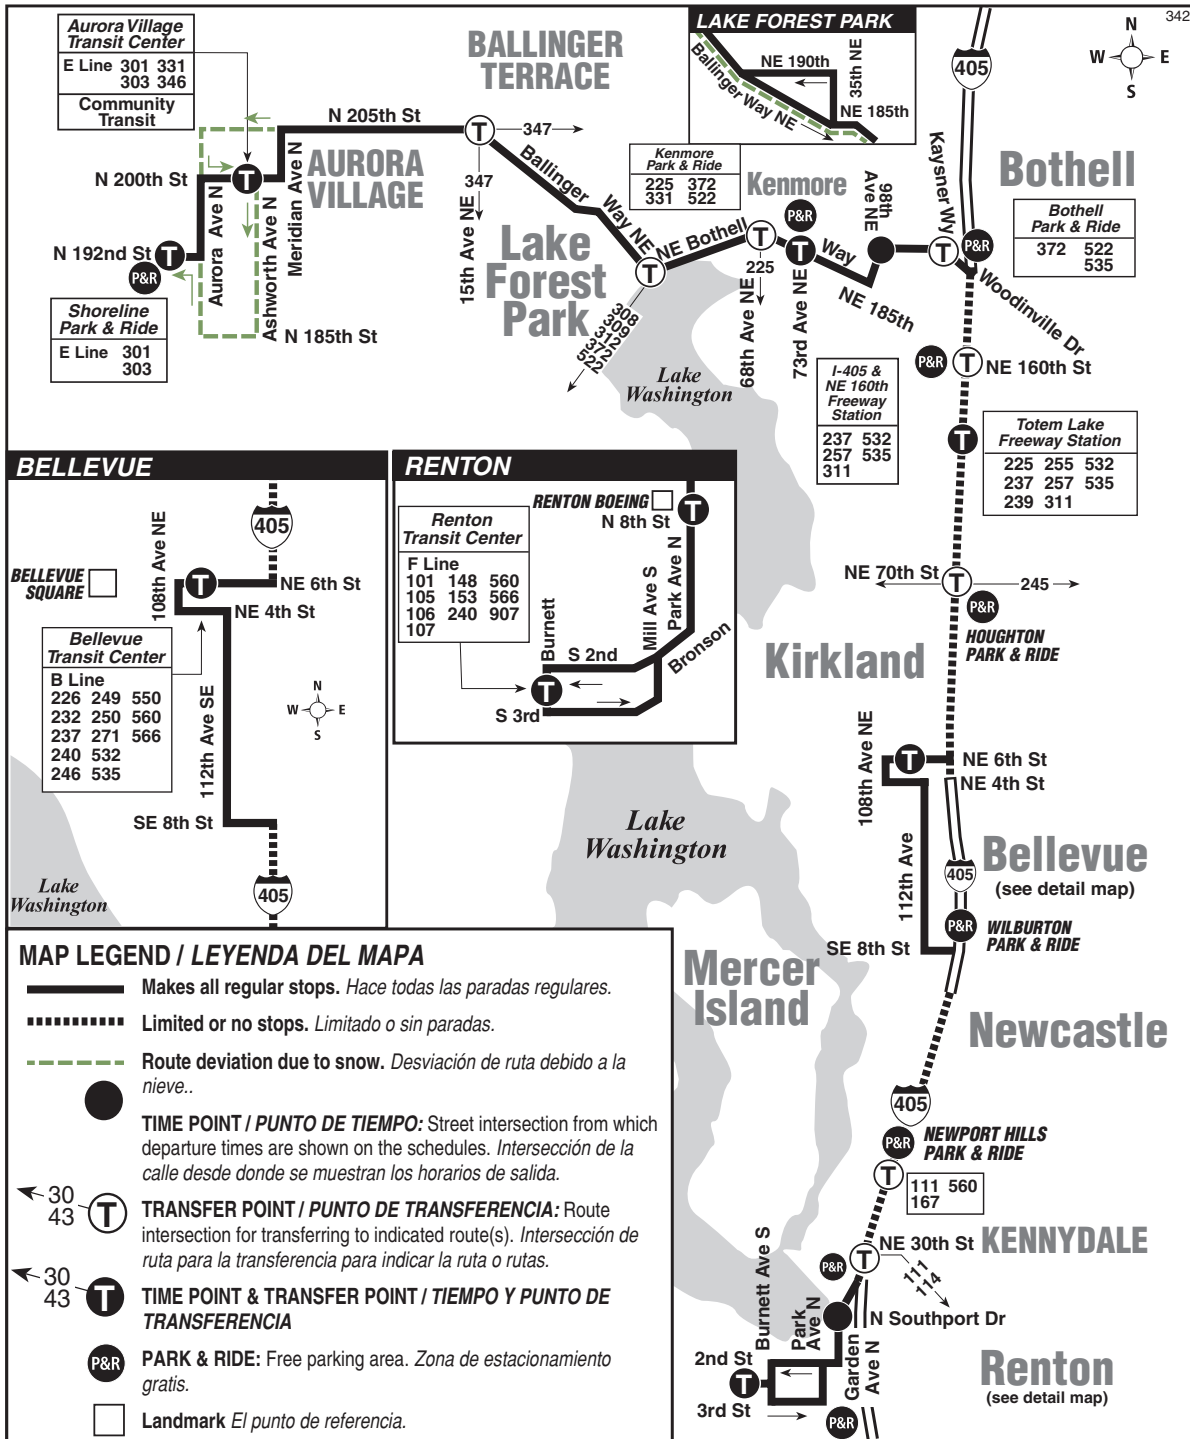 342
Aurora Village
Transit Center
E Line 301 331
303 346
Community
Transit
BALLINGER
TERRACE
LAKE FOREST PARK
NE 190th
35th NE
Ballinger Way NE
NE 185th
405
N
W E
S
N 205th St
T
347
347
15th Ave NE
AURORA
VILLAGE
N 200th St
T
Meridian Ave N
Aurora Ave N
Ashworth Ave N
N 192nd St
T
P&R
N 185th St
Shoreline
Park & Ride
E Line 301
303
Ballinger
Way NE
Lake
Forest
Park
T
308
309
312
372
522
NE Bothell
Way
Kenmore
Park & Ride
225 372
331 522
Kenmore
P&R
T
T
225
68th Ave NE
73rd Ave NE
98th
Ave NE
NE 185th
Kaysner Wy
T
P&R
Bothell
Bothell
Park & Ride
372 522
535
Woodinville Dr
P&R
T
NE 160th St
Lake
Washington
I-405 &
NE 160th
Freeway
Station
237 532
257 535
311
T
Totem Lake
Freeway Station
225 255 532
237 257 535
239 311
NE 70th St
T
245
P&R
HOUGHTON
PARK & RIDE
Kirkland
BELLEVUE
405
108th Ave NE
T
NE 6th St
BELLEVUE
SQUARE
NE 4th St
Bellevue
Transit Center
B Line
226 249 550
232 250 560
237 271 566
240 532
246 535
112th Ave SE
N
W E
S
SE 8th St
Lake
Washington
405
RENTON
RENTON BOEING
N 8th St
T
Renton
Transit Center
F Line
101 148 560
105 153 566
106 240 907
107
Burnett
Mill Ave S
Park Ave N
S 2nd
Bronson
T
S 3rd
108th Ave NE
T
NE 6th St
NE 4th St
112th Ave
Bellevue
(see detail map)
405
P&R
WILBURTON
PARK & RIDE
SE 8th St
Lake
Washington
Mercer
Island
Newcastle
405
P&R
NEWPORT HILLS
PARK & RIDE
T
111 560
167
T
NE 30th St
KENNYDALE
P&R
111
114
Burnett Ave S
Park
Ave N
N Southport Dr
Garden
Ave N
2nd St
T
3rd St
P&R
Renton
(see detail map)
MAP LEGEND / LEYENDA DEL MAPA
Makes all regular stops. Hace todas las paradas regulares.
Limited or no stops. Limitado o sin paradas.
Route deviation due to snow. Desviación de ruta debido a la
nieve..
TIME POINT / PUNTO DE TIEMPO: Street intersection from which
departure times are shown on the schedules. Intersección de la
calle desde donde se muestran los horarios de salida.
30
43
T
TRANSFER POINT / PUNTO DE TRANSFERENCIA: Route
intersection for transferring to indicated route(s). Intersección de
ruta para la transferencia para indicar la ruta o rutas.
30
43
T
TIME POINT & TRANSFER POINT / TIEMPO Y PUNTO DE
TRANSFERENCIA
P&R
PARK & RIDE: Free parking area. Zona de estacionamiento
gratis.
Landmark El punto de referencia.